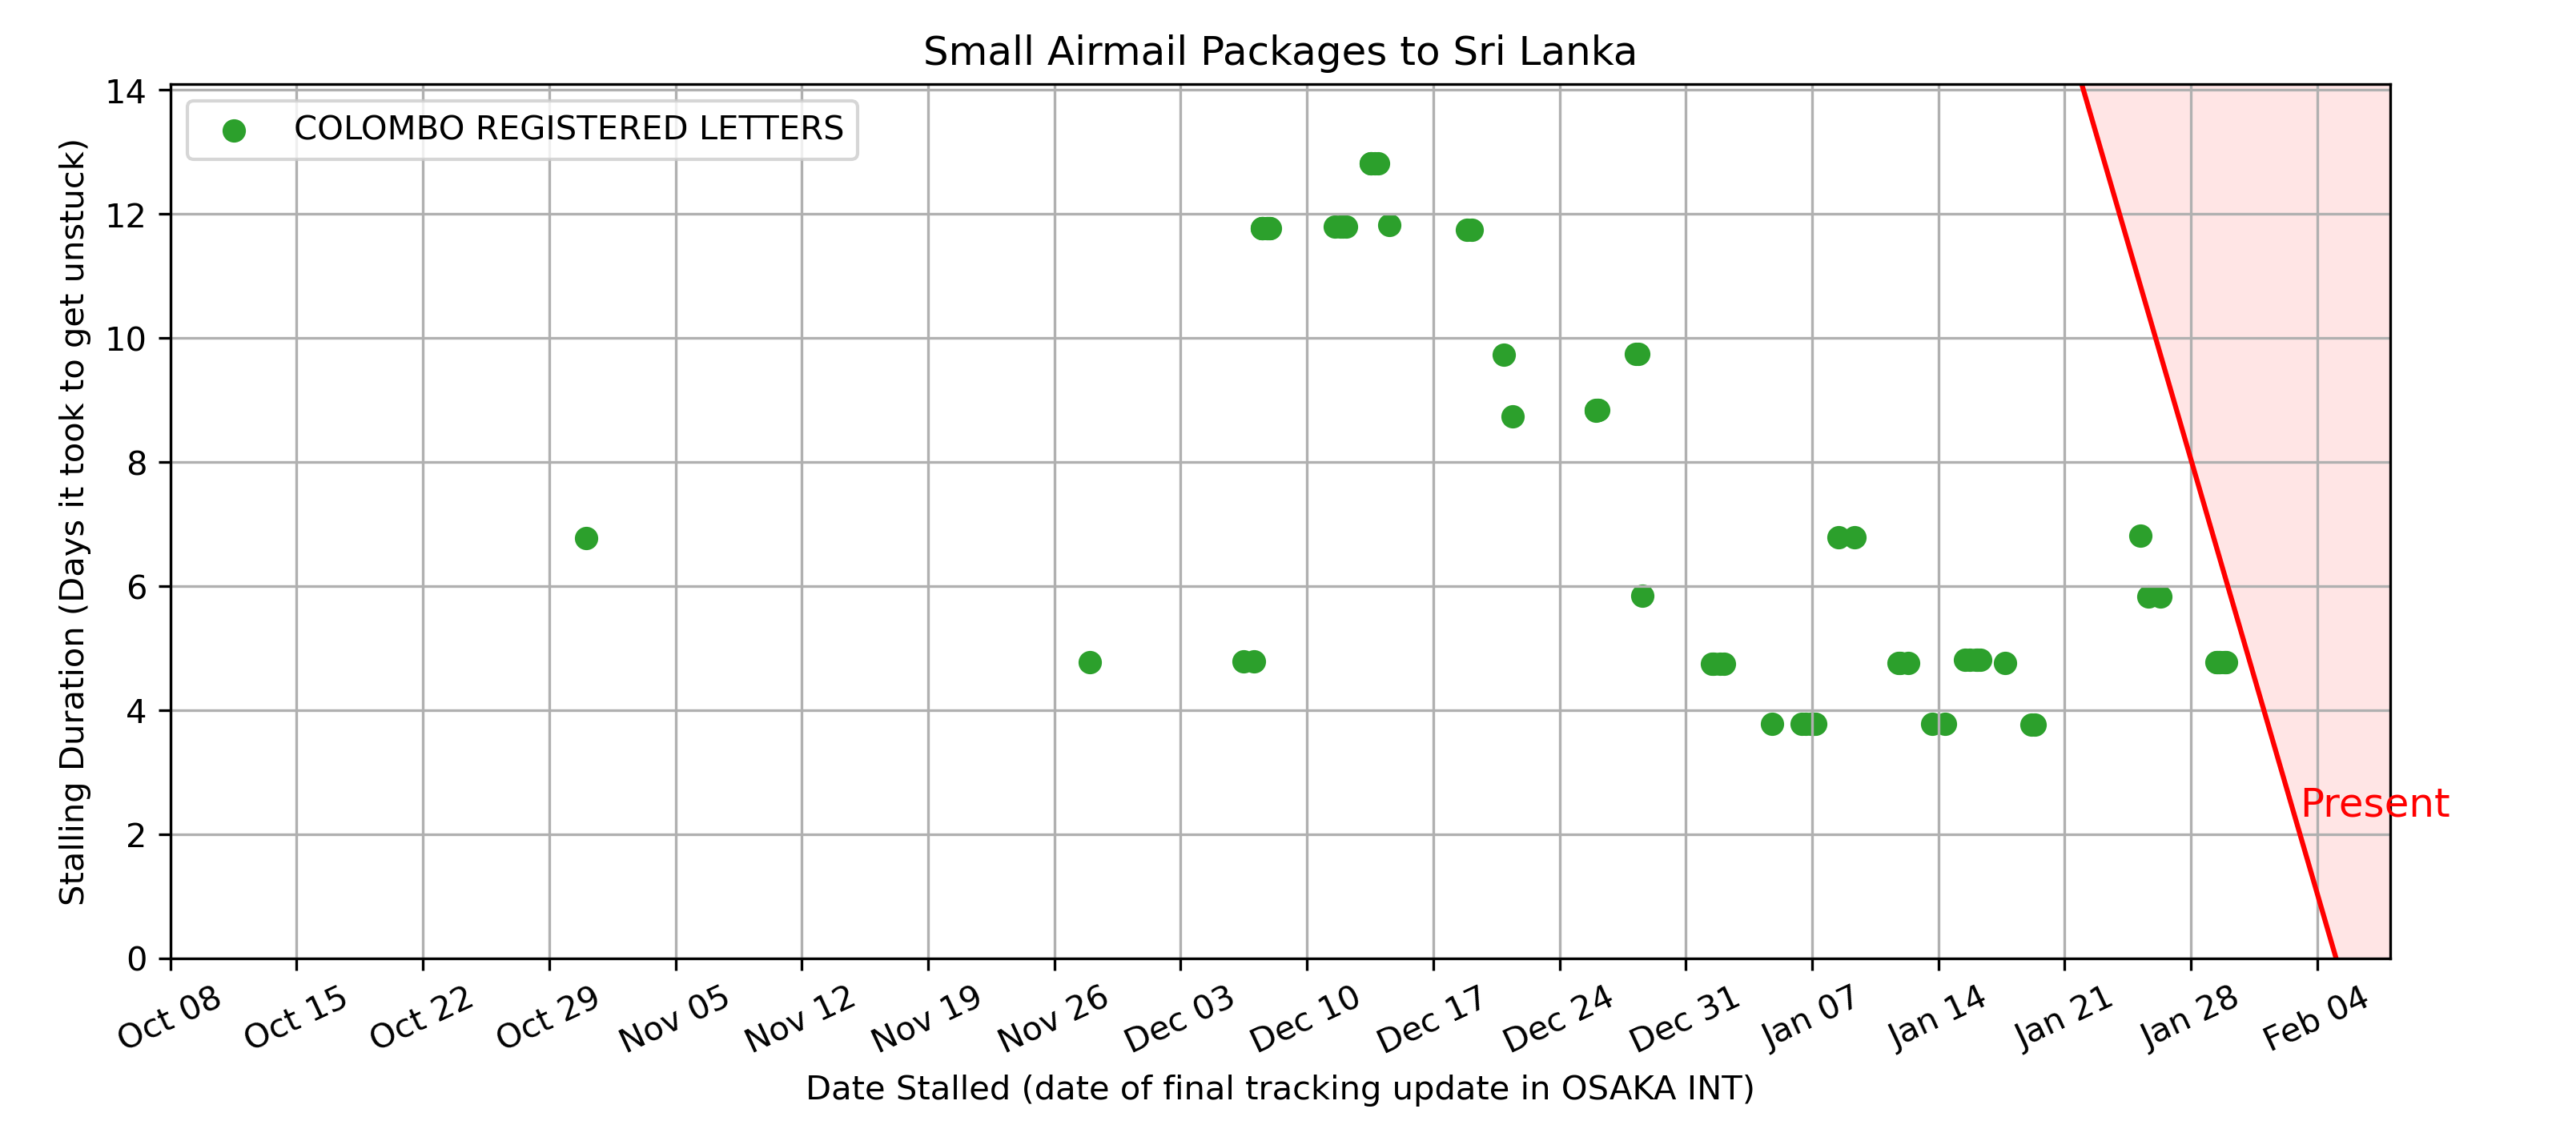 Small Airmail Packages to Sri Lanka
COLOMBO REGISTERED LETTERS
Stalling Duration (Days it took to get unstuck)
14
12
10
8
6
4
2
0
Present
Oct 08
Oct 15
Oct 22
Oct 29
Nov 05
Nov 12
Nov 19
Nov 26
Dec 03
Dec 10
Dec 17
Dec 24
Dec 31
Jan 07
Jan 14
Jan 21
Jan 28
Feb 04
Date Stalled (date of final tracking update in OSAKA INT)